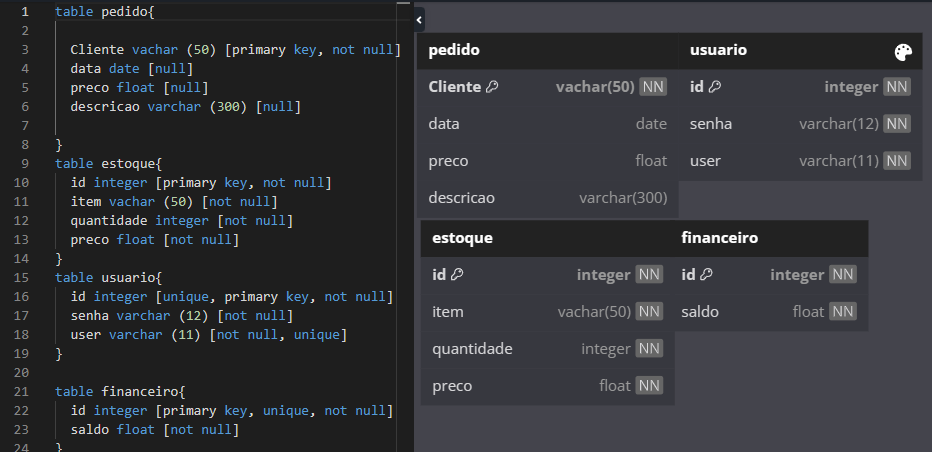 1 table pedido{
2
3 Cliente vachar (50) [primary key, not null]
4 data date [null]
5 preco float [null]
6 descricao varchar (300) [null]
7
8 }
9 table estoque{
10 id integer [primary key, not null]
11 item vachar (50) [not null]
12 quantidade integer [not null]
13 preco float [not null]
14 }
15 table usuario{
16 id integer [unique, primary key, not null]
17 senha varchar (12) [not null]
18 user varchar (11) [not null, unique]
19 }
20
21 table financeiro{
22 id integer [primary key, unique, not null]
23 saldo float [not null]
24 }
pedido
Cliente vachar(50) NN
data date
preco float
descricao varchar(300)
usuario
id integer NN
senha varchar(12) NN
user varchar(11) NN
estoque
id integer NN
item vachar(50) NN
quantidade integer NN
preco float NN
financeiro
id integer NN
saldo float NN